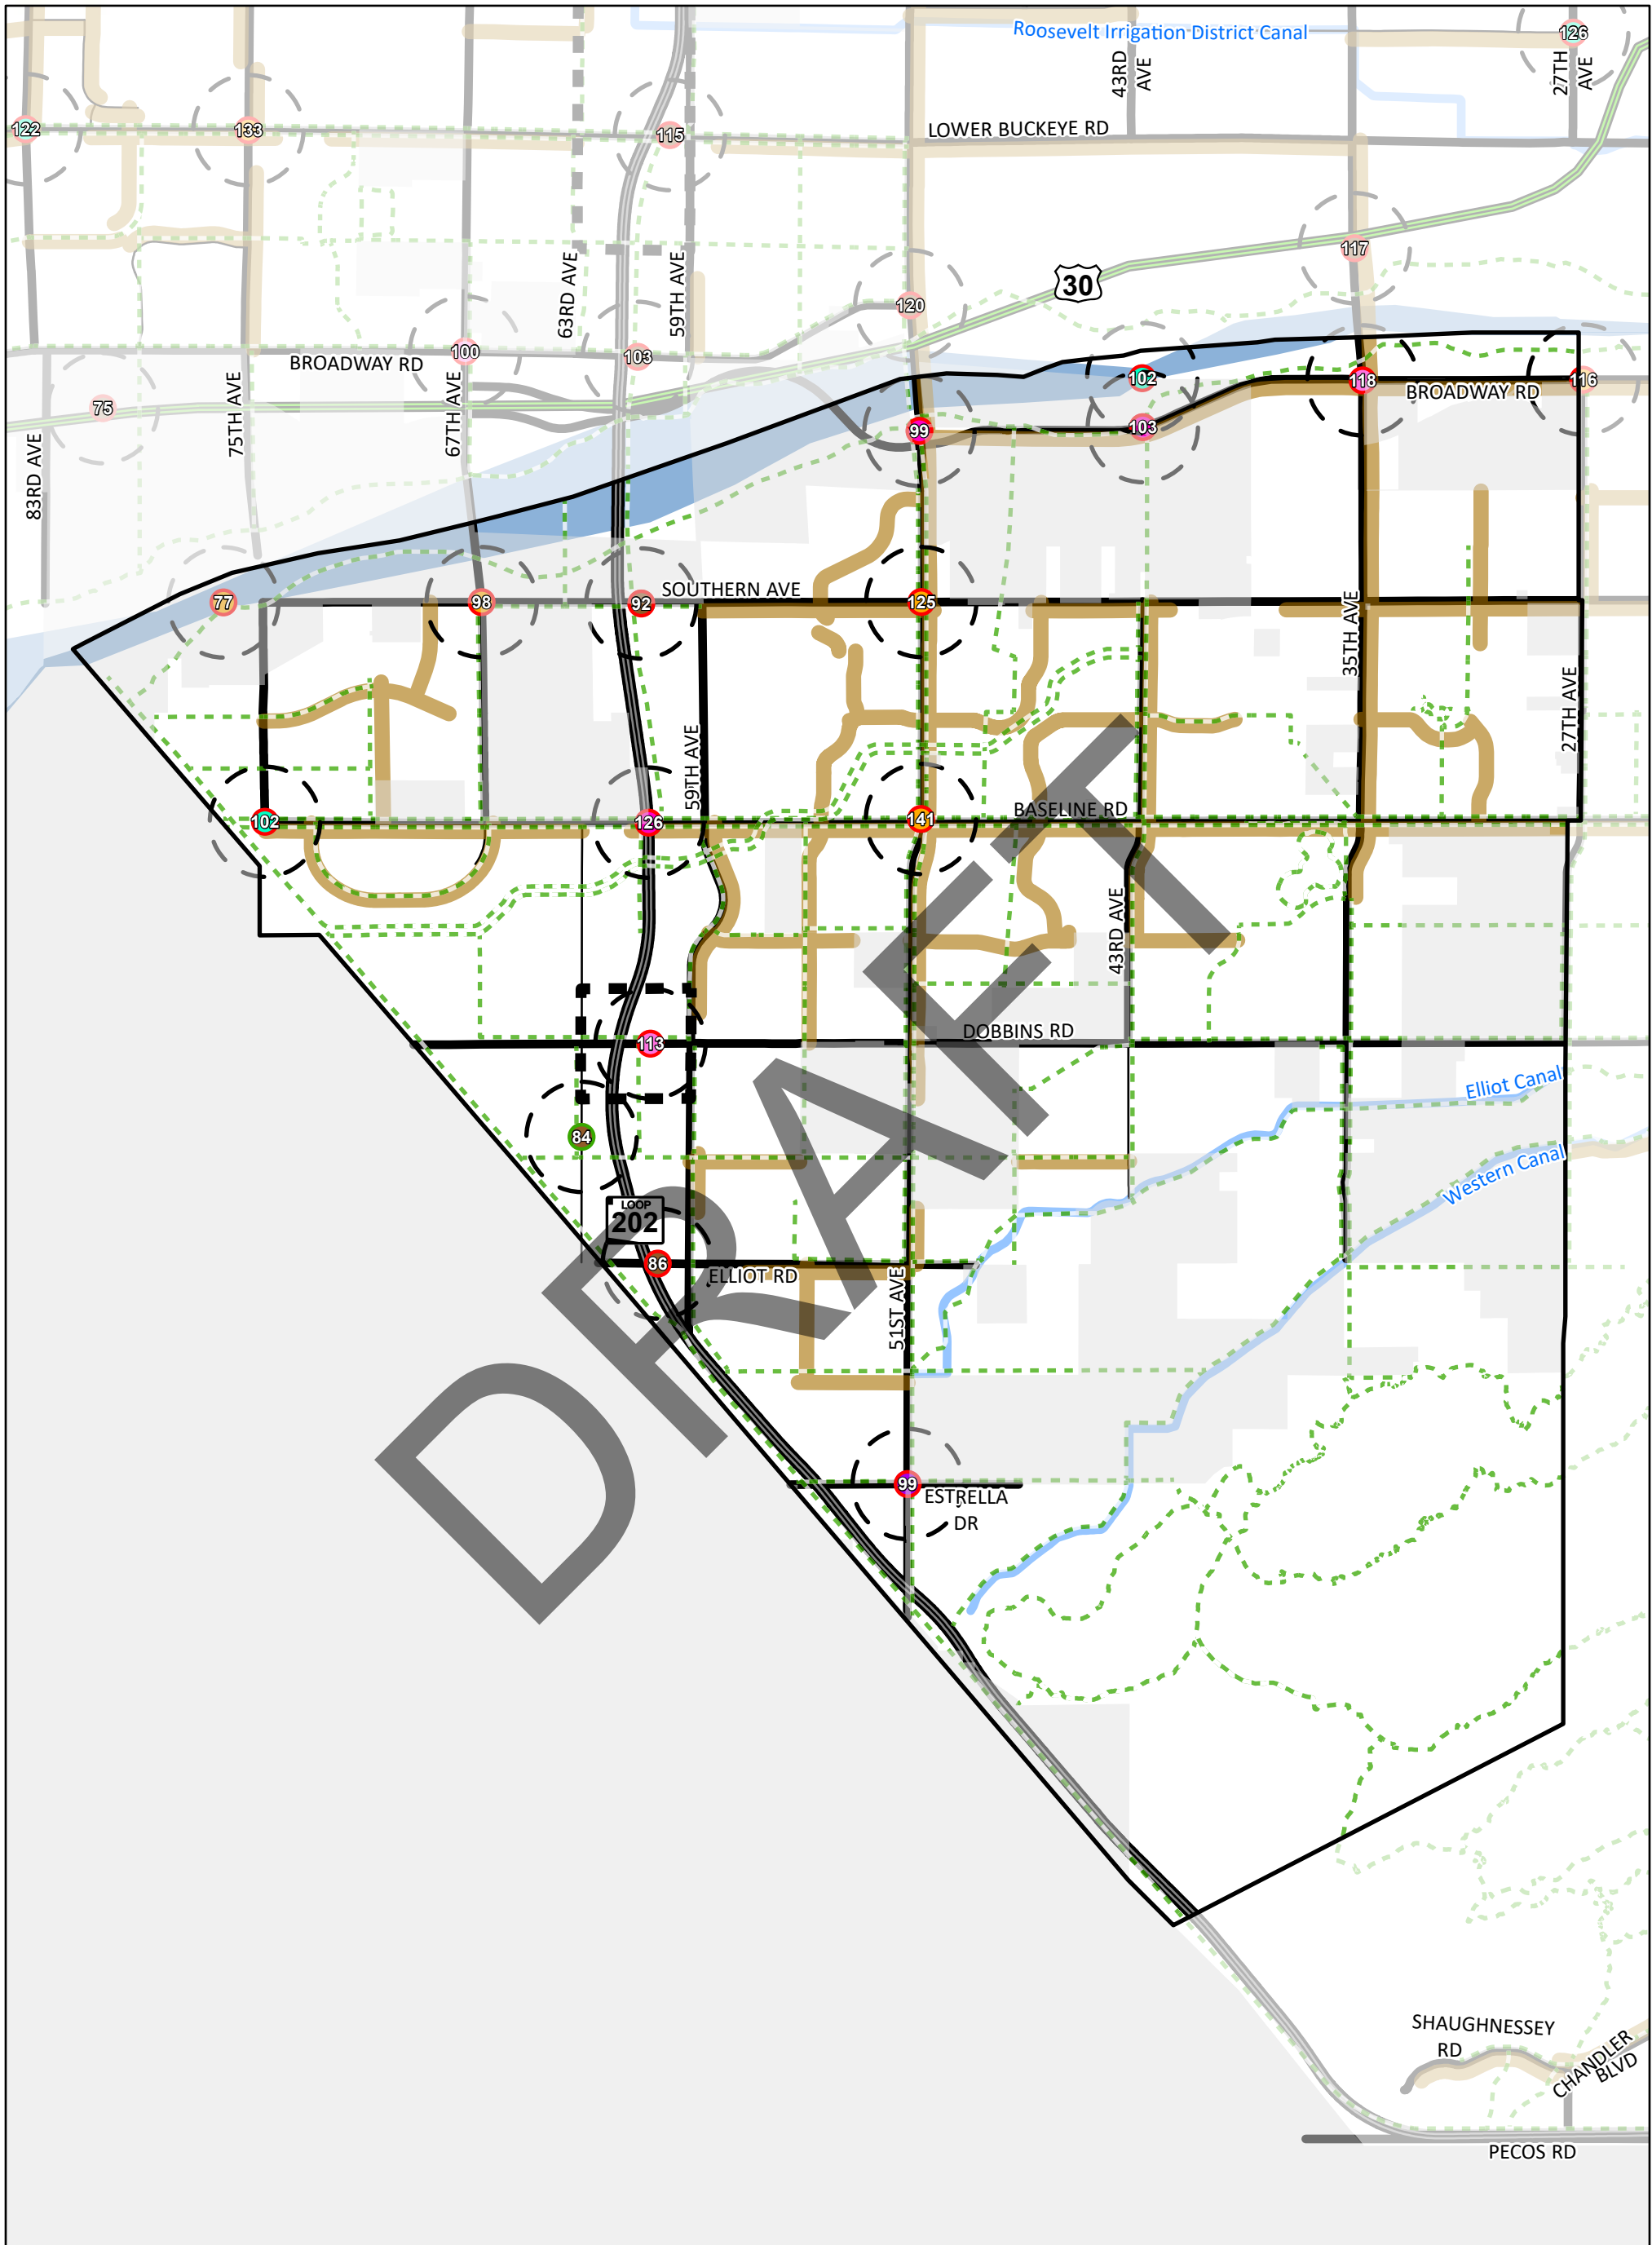 Roosevelt Irrigation District Canal
126
43RD
AVE
27TH
AVE
122
133
115
LOWER BUCKEYE RD
117
63RD AVE
59TH AVE
30
120
100
103
BROADWAY RD
75TH AVE
67TH AVE
75
83RD AVE
102
118
116
BROADWAY RD
99
103
SOUTHERN AVE
77
98
92
125
35TH AVE
27TH AVE
59TH AVE
BASELINE RD
102
126
141
43RD AVE
DOBBINS RD
113
Elliot Canal
84
Western Canal
LOOP
202
86
ELLIOT RD
51ST AVE
DRAFT
99
ESTRELLA
DR
SHAUGHNESSEY
RD
CHANDLER
BLVD
PECOS RD